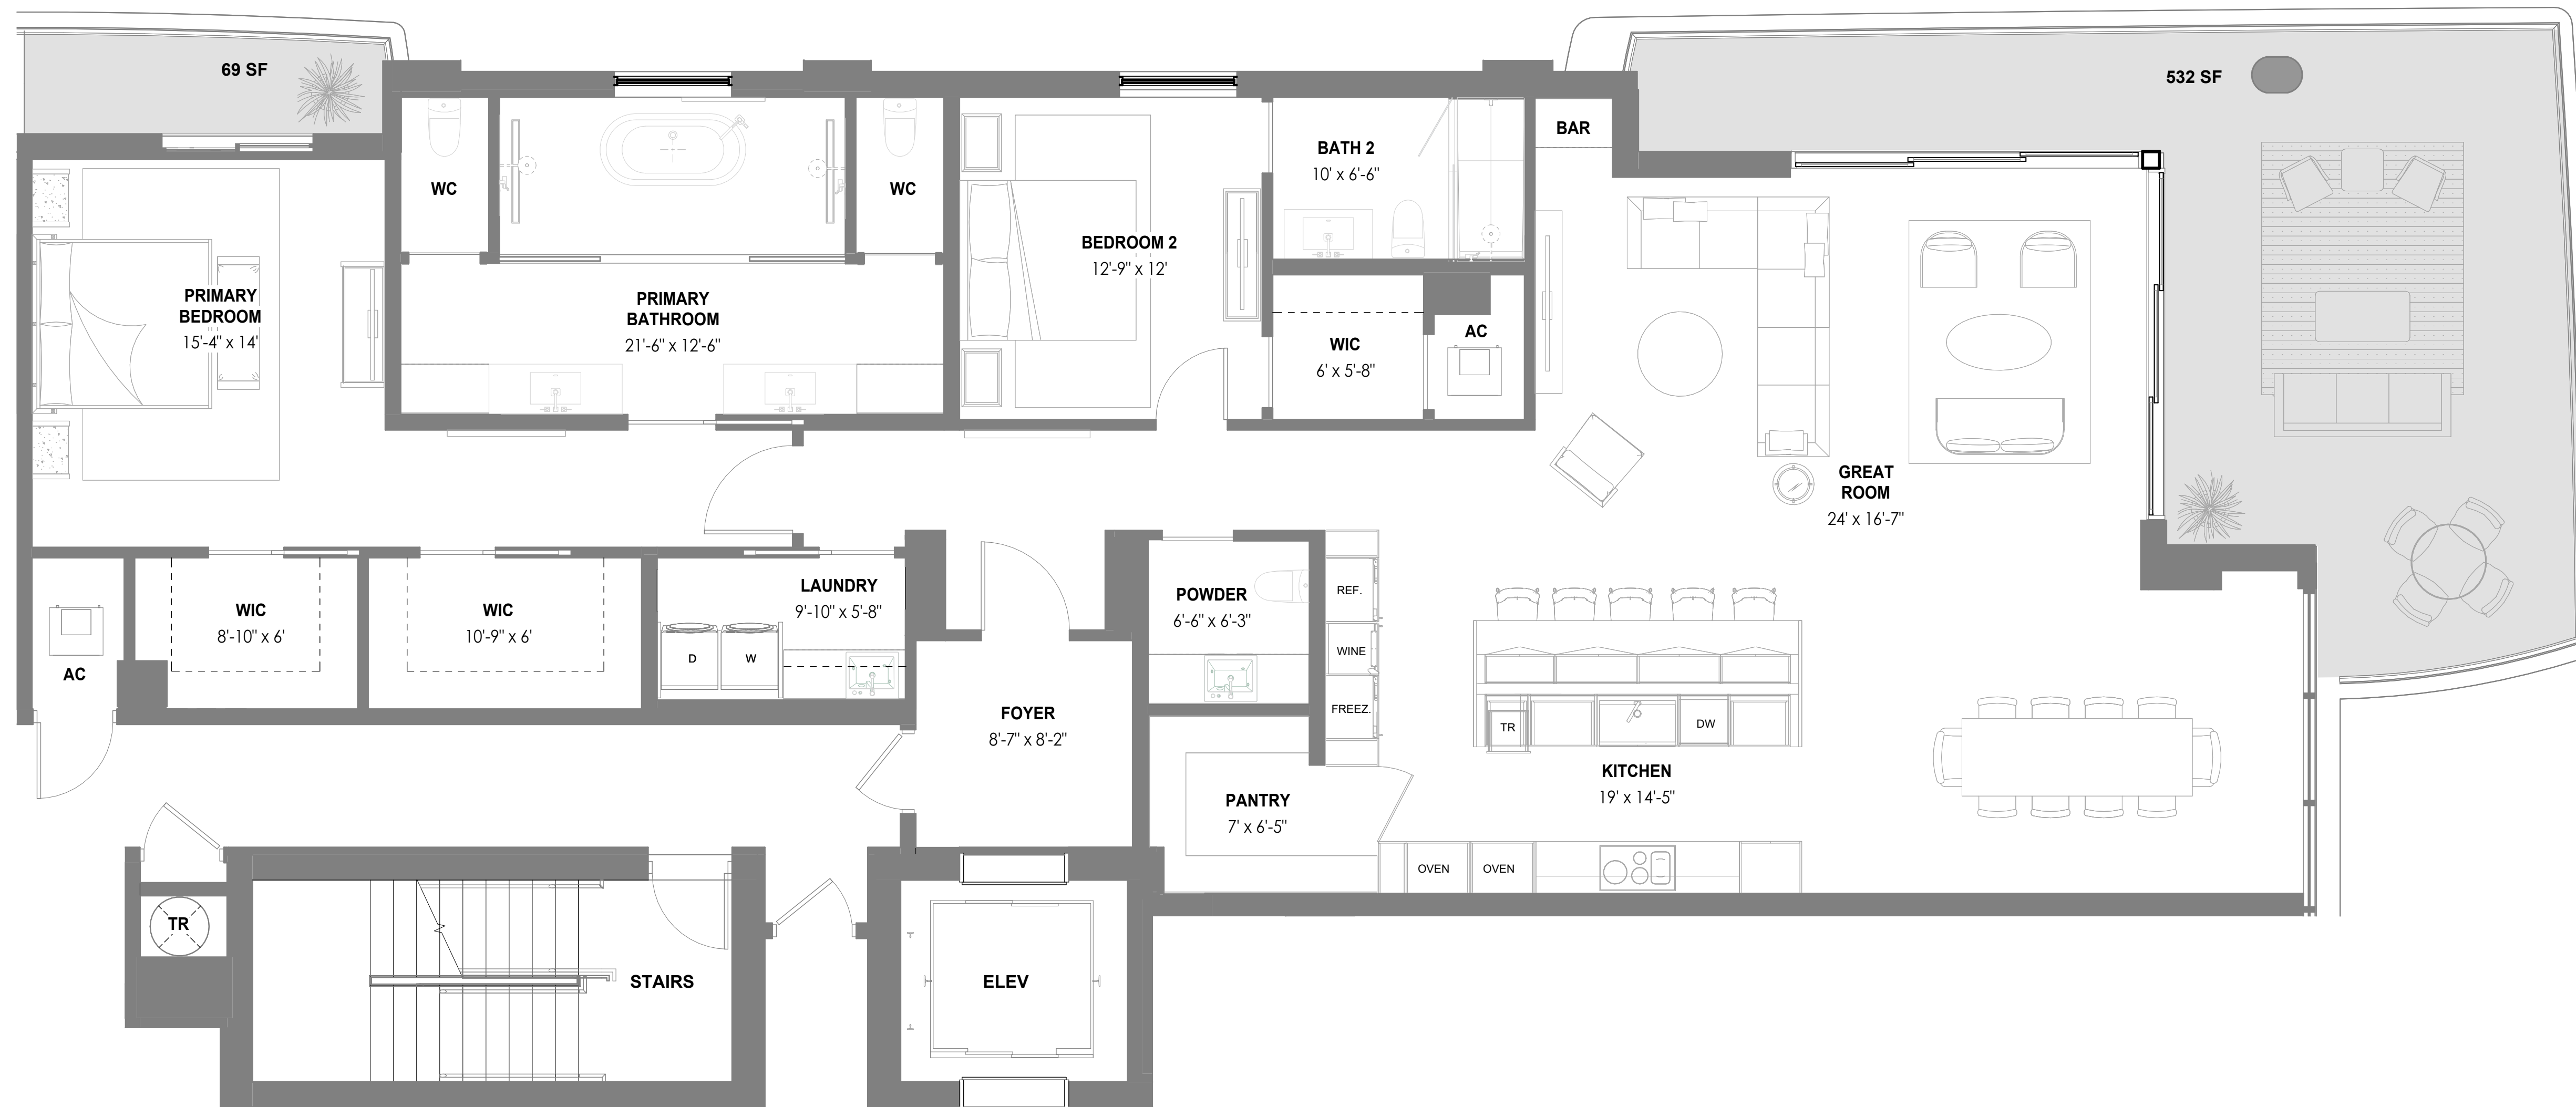 69 SF
532 SF
WC
WC
BAR
BATH 2
10' x 6'-6"
BEDROOM 2
12'-9" x 12'
PRIMARY
BEDROOM
15'-4" x 14'
PRIMARY
BATHROOM
21'-6" x 12'-6"
WIC
6' x 5'-8"
AC
GREAT
ROOM
24' x 16'-7"
AC
WIC
8'-10" x 6'
WIC
10'-9" x 6'
LAUNDRY
9'-10" x 5'-8"
D
W
POWDER
6'-6" x 6'-3"
REF.
WINE
FREEZ.
FOYER
8'-7" x 8'-2"
TR
DW
KITCHEN
19' x 14'-5"
PANTRY
7' x 6'-5"
OVEN
OVEN
TR
STAIRS
ELEV